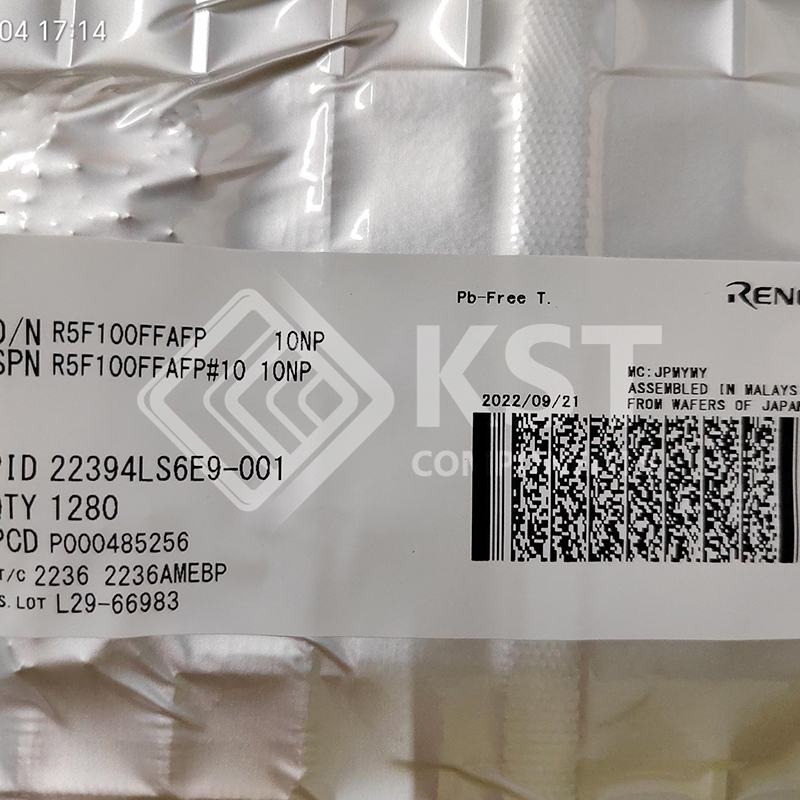 04 17:14
Pb-Free T.
RENE
O/N R5F100FFAFP 10NP
SPN R5F100FFAFP#10 10NP
MC:JPMYMY
ASSEMBLED IN MALAYS
FROM WAFERS OF JAPAN
2022/09/21
KST
PID 22394LS6E9-001
QTY 1280
PCD P000485256
T/C 2236 2236AMEBP
S. LOT L29-66983